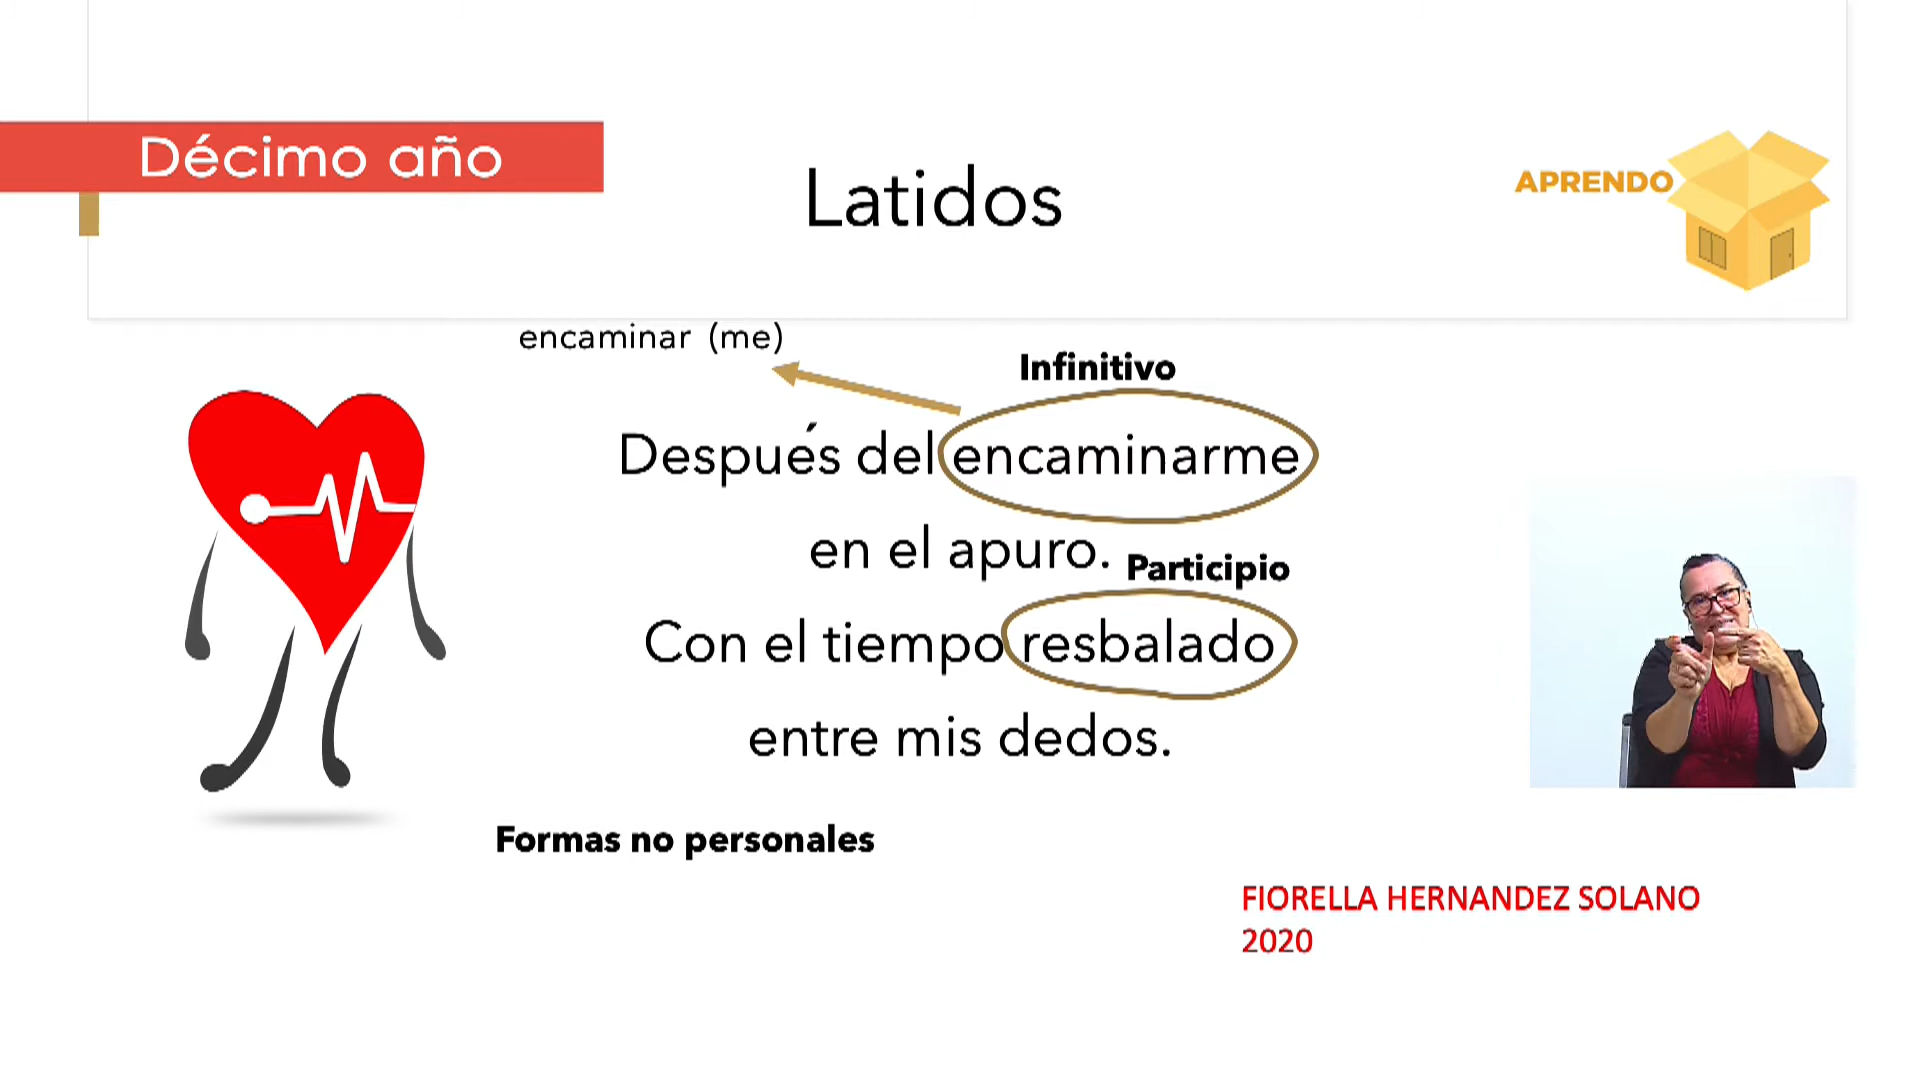 Décimo año
Latidos
APRENDO
encaminar (me)
Infinitivo
Después del encaminarme
en el apuro.
Participio
Con el tiempo resbalado
entre mis dedos.
Formas no personales
FIORELLA HERNANDEZ SOLANO
2020